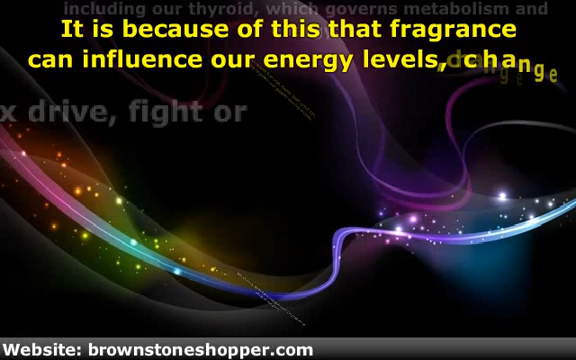 including our thyroid, which governs metabolism and
It is because of this that fragrance
can influence our energy levels, change
x drive, fight or
Website: brownstoneshopper.com